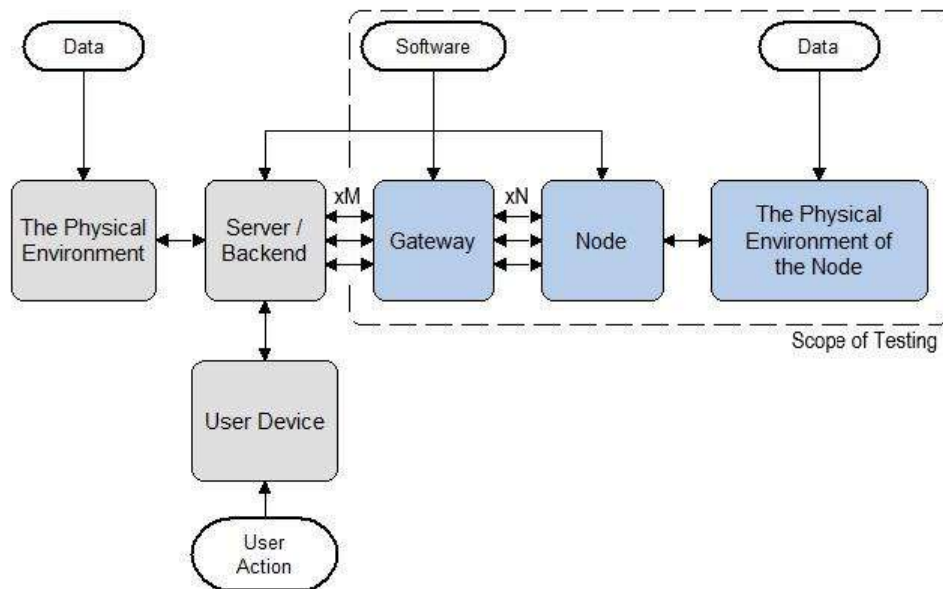 Data
Software
Data
xM
xN
The Physical
Environment
Server /
Backend
Gateway
Node
The Physical
Environment of
the Node
Scope of Testing
User Device
User
Action